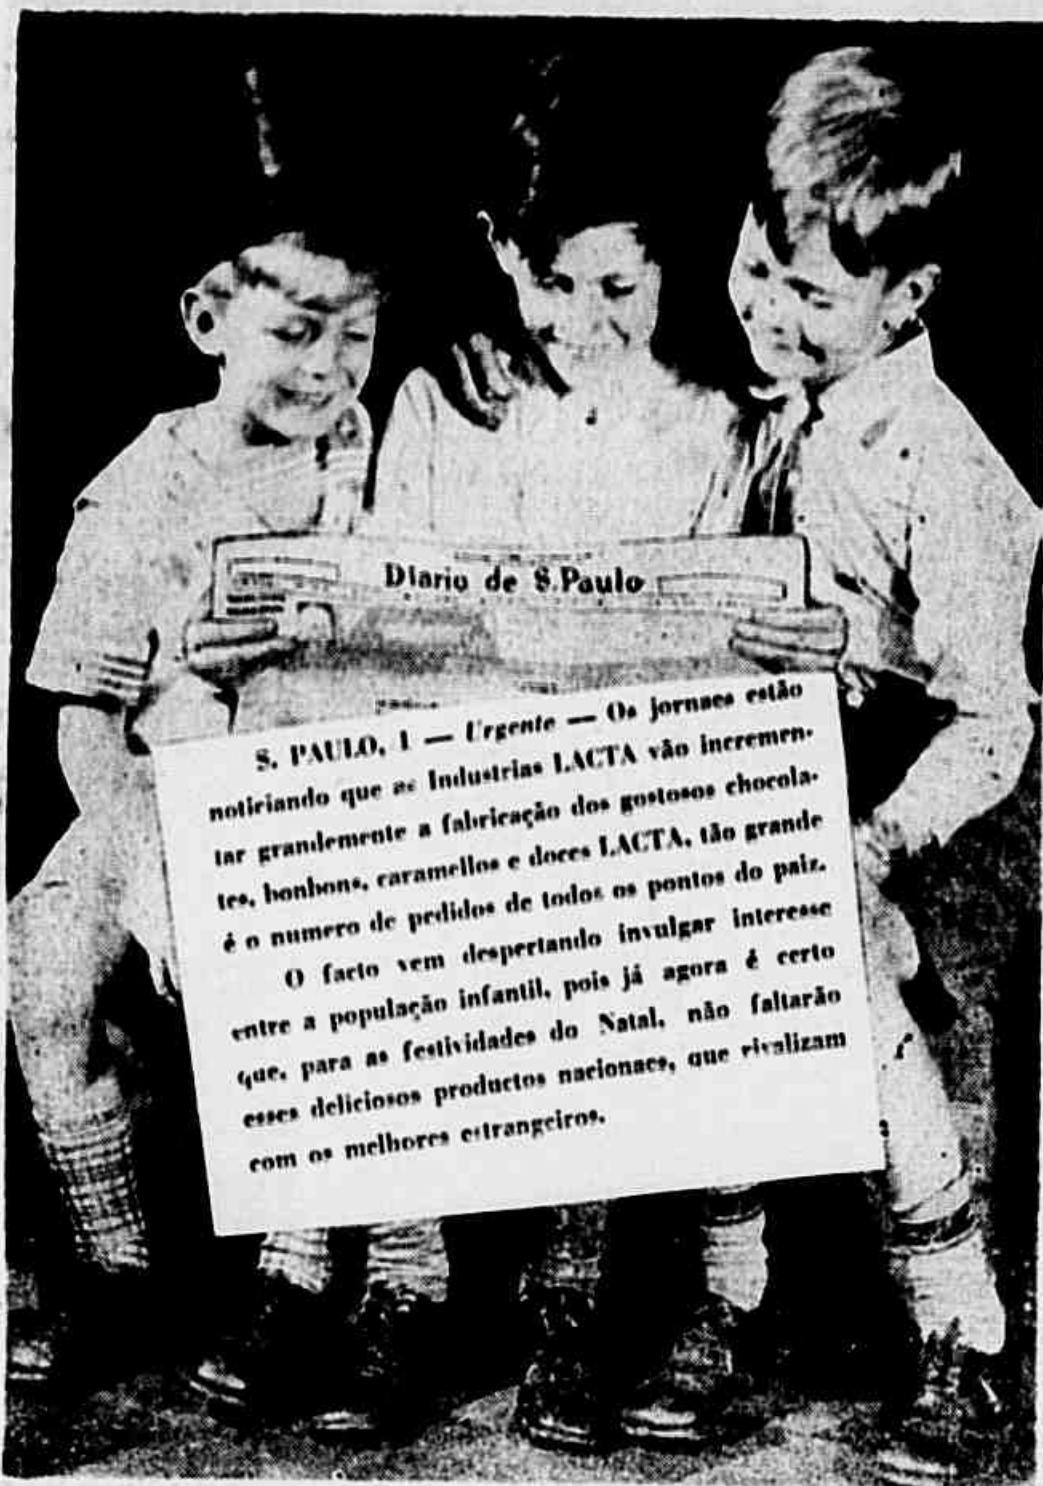 Diario de S.Paulo
S. PAULO, 1 — Urgente — Os jornaes estão
noticiando que as Industrias LACTA vão incremen-
tar grandemente a fabricação dos gostosos chocola-
tes, bonbons, caramellos e doces LACTA, tão grande
é o numero de pedidos de todos os pontos do paiz.
O facto vem despertando invulgar interesse
entre a população infantil, pois já agora é certo
que, para as festividades do Natal, não faltarão
esses deliciosos productos nacionaes, que rivalizam
com os melhores estrangeiros.